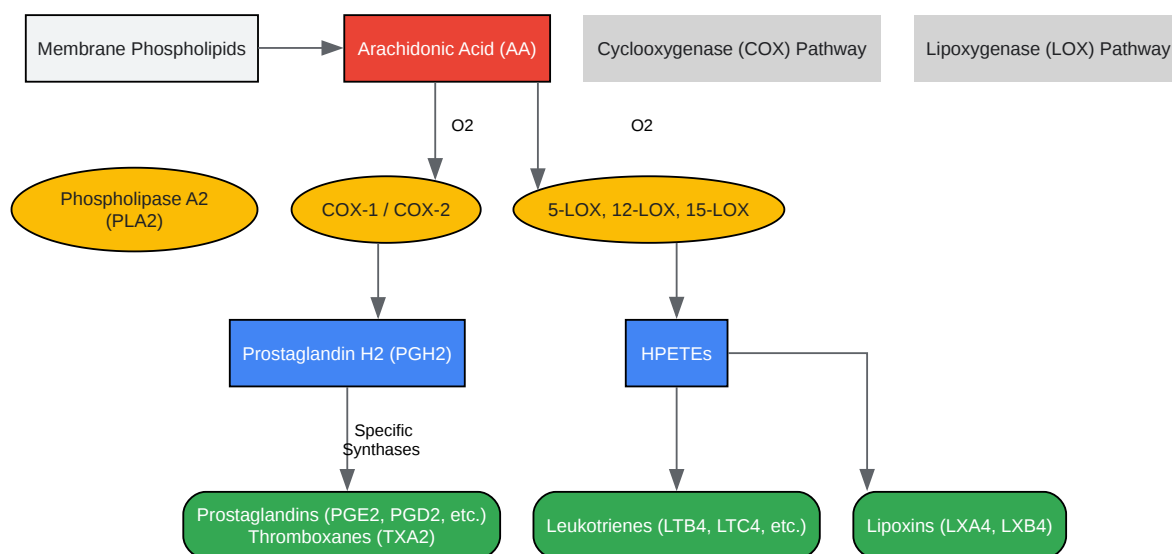 Membrane Phospholipids
Arachidonic Acid (AA)
Cyclooxygenase (COX) Pathway
Lipoxygenase (LOX) Pathway
O2
O2
Phospholipase A2
(PLA2)
COX-1 / COX-2
5-LOX, 12-LOX, 15-LOX
Prostaglandin H2 (PGH2)
HPETEs
Specific
Synthases
Prostaglandins (PGE2, PGD2, etc.)
Thromboxanes (TXA2)
Leukotrienes (LTB4, LTC4, etc.)
Lipoxins (LXA4, LXB4)